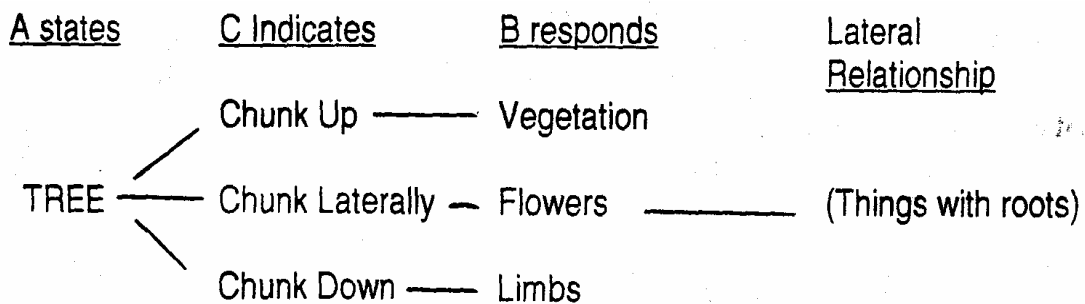 A states C Indicates B responds Lateral
Relationship
Chunk Up Vegetation
TREE Chunk Laterally Flowers (Things with roots)
Chunk Down Limbs